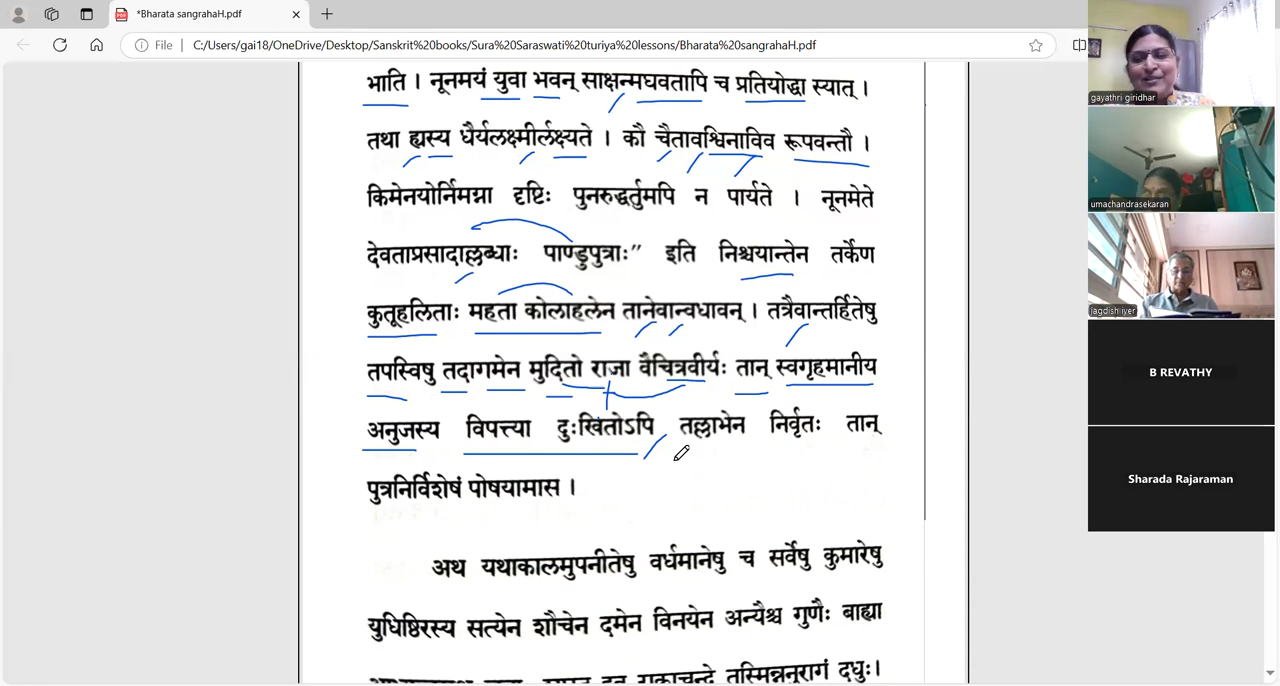 *Bharata sangrahaH.pdf
File
C:/Users/gai18/OneDrive/Desktop/Sanskrit%20books/Sura%20Saraswati%20turiya%20lessons/Bharata%20sangrahaH.pdf
भाति । नूनमयं युवा भवन् साक्षान्मघवतापि च प्रतियोद्धा स्यात् ।
तथा ह्यस्य धैर्यलक्ष्मीर्लक्ष्यते । कौ चैतावश्विनाविव रूपवन्तौ ।
किमेनयोर्निमग्ना दृष्टिः पुनरुद्धर्तुमपि न पार्यते । नूनमेते
देवताप्रसादाल्लब्धाः पाण्डुपुत्राः" इति निश्चयान्तेन तर्केण
कुतूहलिताः महता कोलाहलेन तानेवान्वधावन् । तत्रैवान्तर्हितेषु
तपस्विषु तदागमेन मुदितो राजा वैचित्रवीर्यः तान् स्वगृहमानीय
अनुजस्य विपत्त्या दुःखितोऽपि तल्लाभेन निर्वृतः तान्
पुत्रनिर्विशेषं पोषयामास ।
अथ यथाकालमुपनीतेषु वर्धमानेषु च सर्वेषु कुमारेषु
युधिष्ठिरस्य सत्येन शौचेन दमेन विनयेन अन्यैश्च गुणैः बाह्या
तस्मिन्ननुरागं दधुः।
gayathri giridhar
umachandrasekaran
jagdish iyer
B REVATHY
Sharada Rajaraman